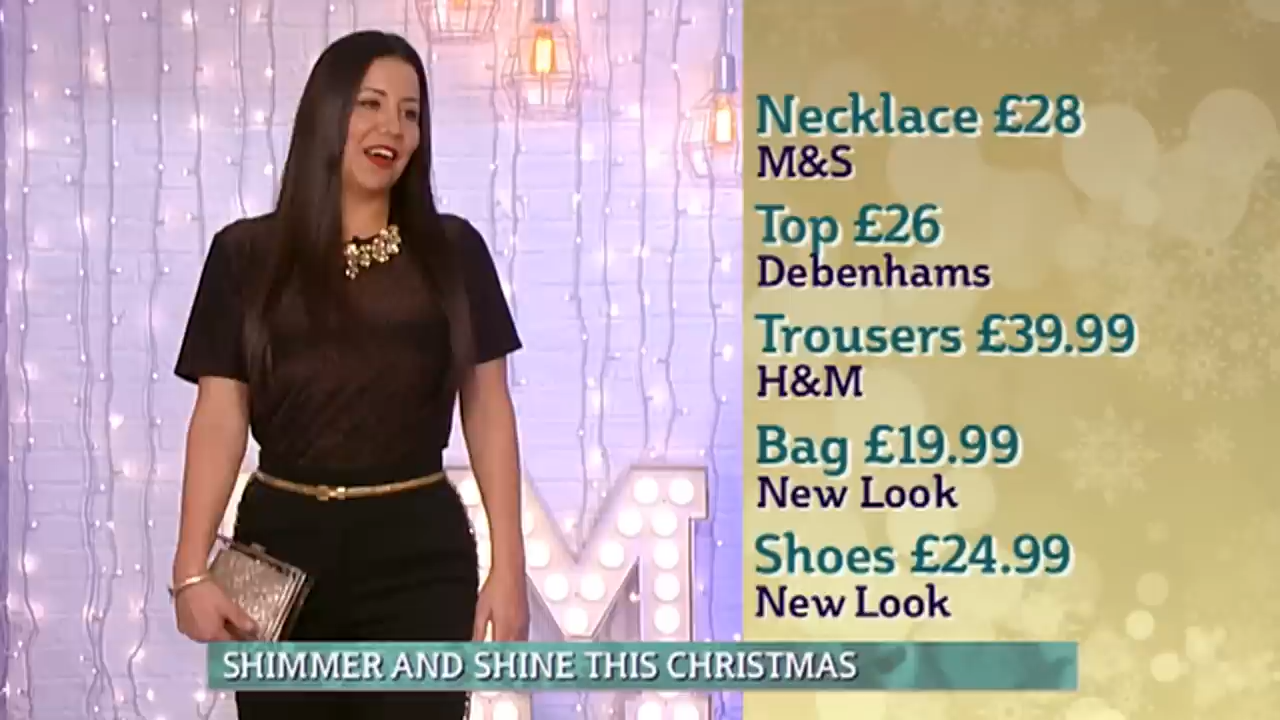 Necklace £28
M&S
Top £26
Debenhams
Trousers £39.99
H&M
Bag £19.99
New Look
Shoes £24.99
New Look
M
SHIMMER AND SHINE THIS CHRISTMAS